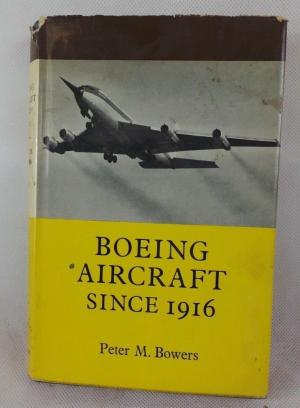 BOEING
AIRCRAFT
SINCE 1916
Peter M. Bowers